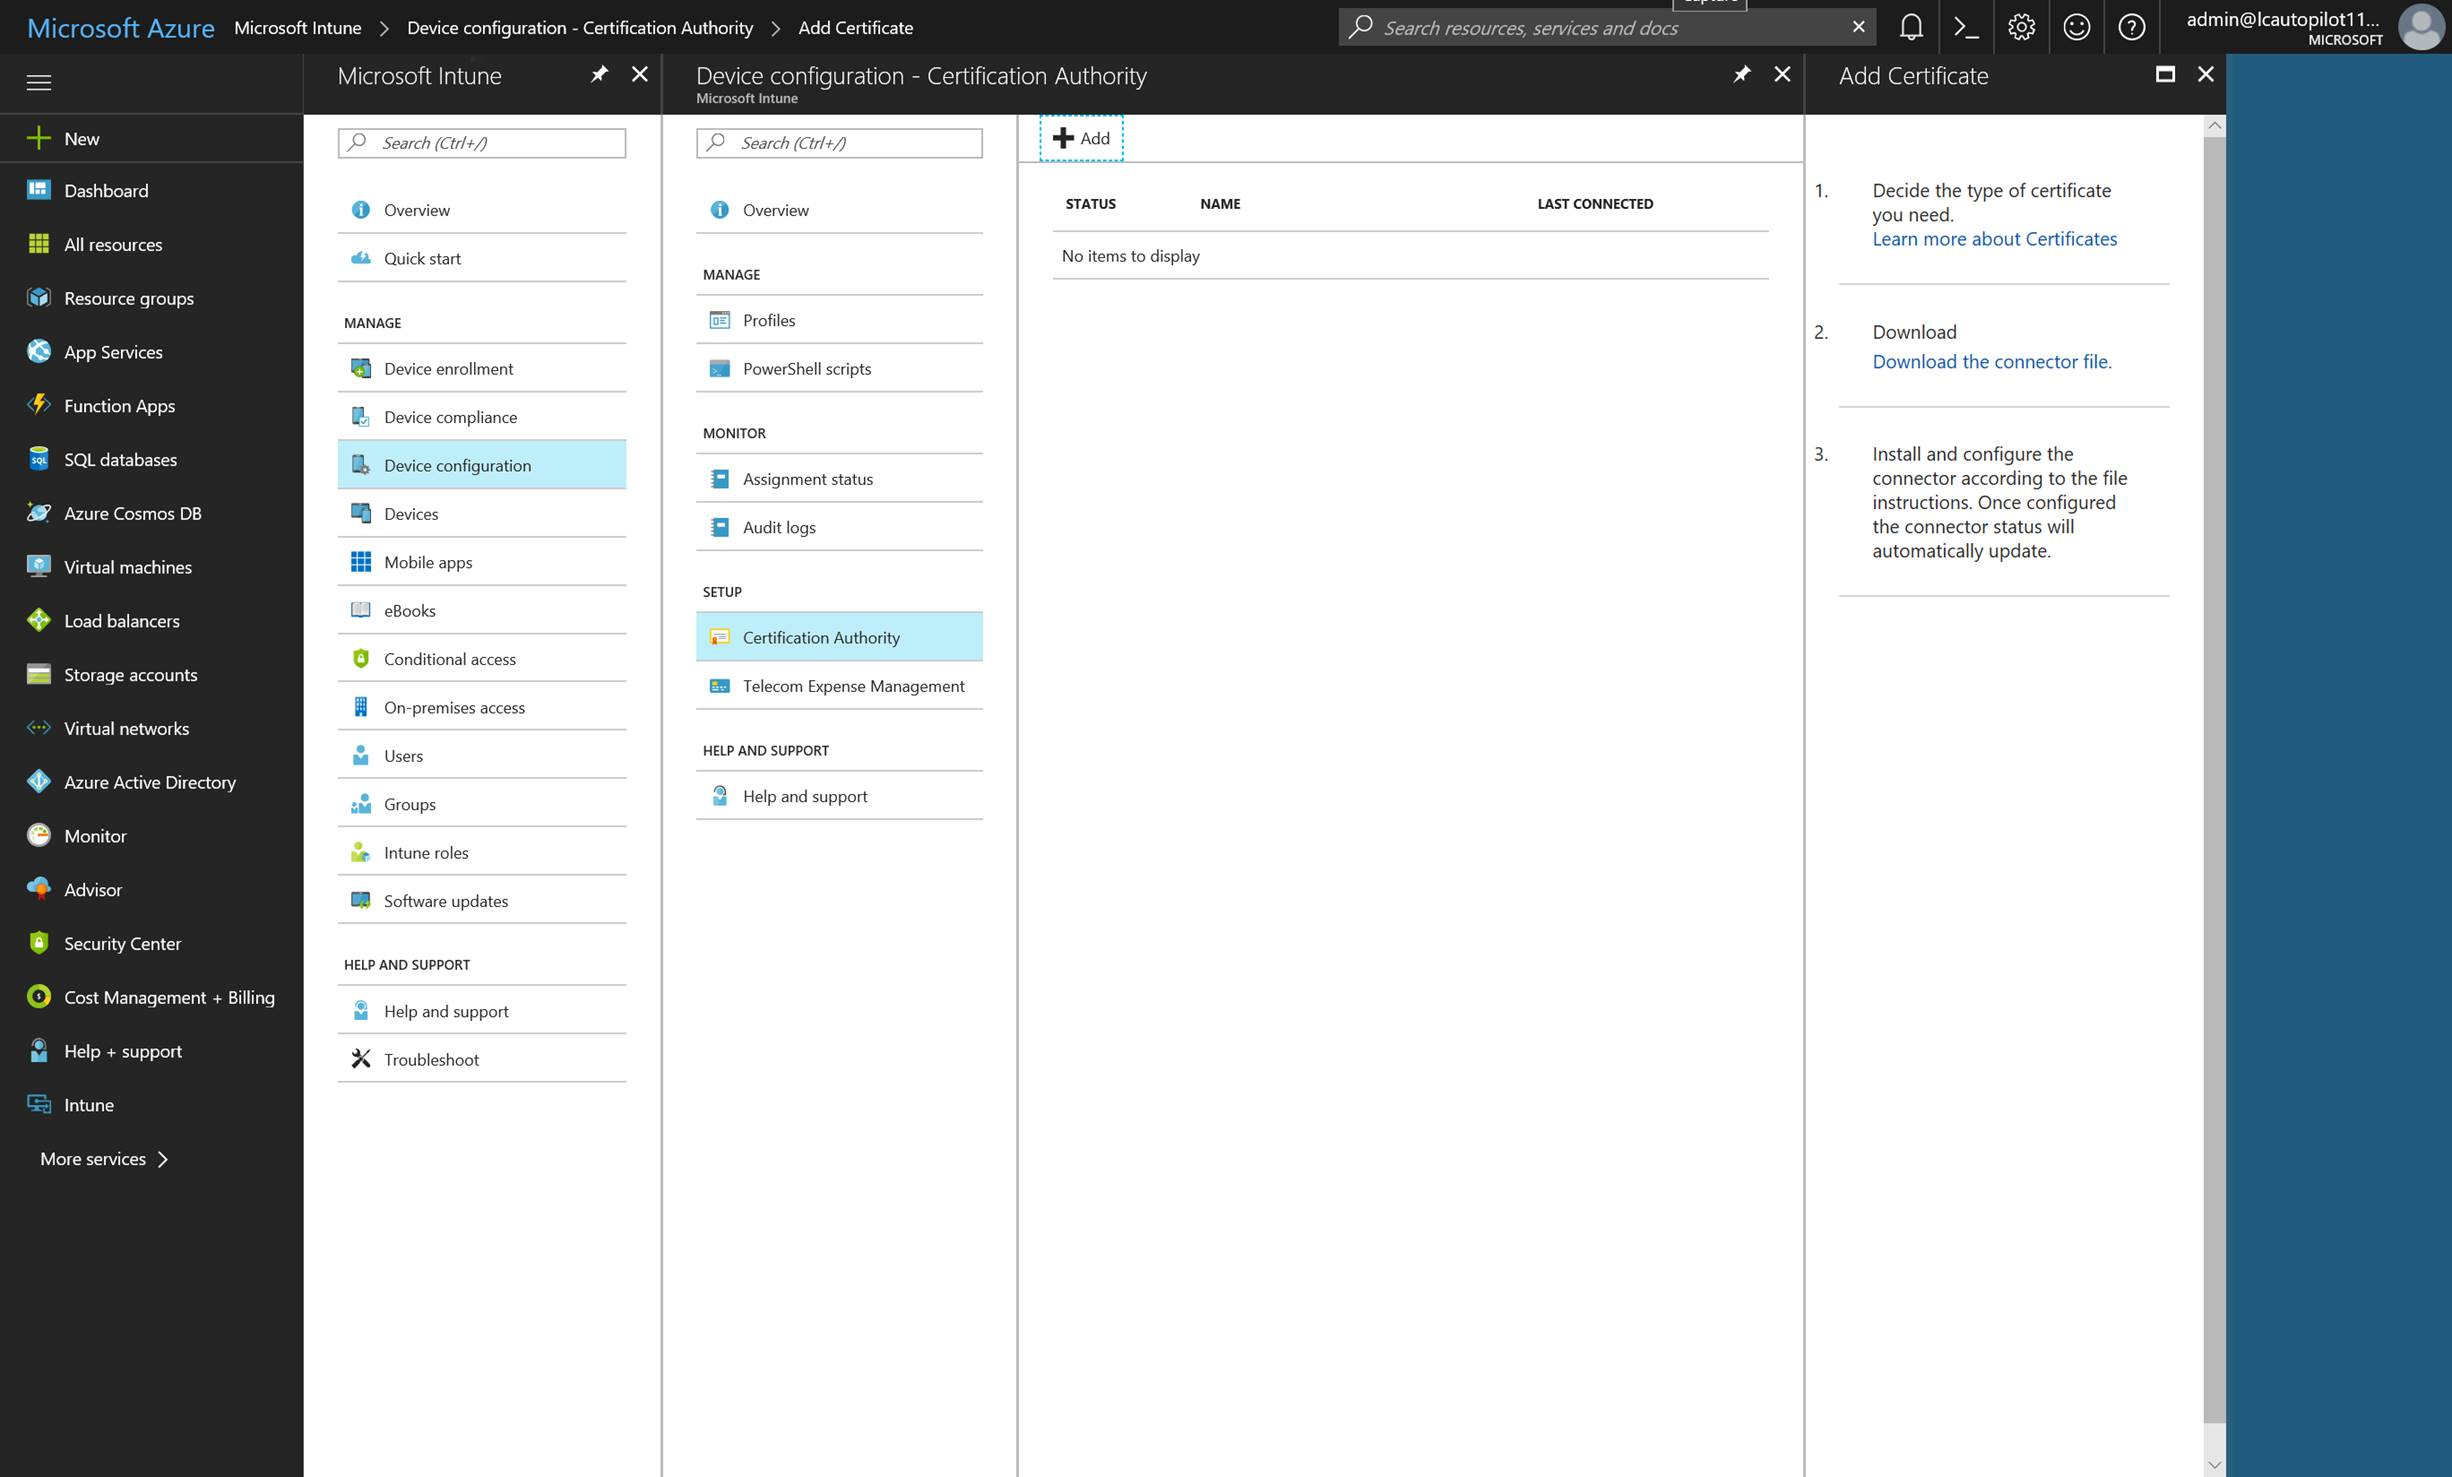 Microsoft Azure
Microsoft Intune
Device configuration - Certification Authority
Add Certificate
Search resources, services and docs
admin@lcautopilot11...
MICROSOFT
New
Dashboard
All resources
Resource groups
App Services
Function Apps
SQL databases
Azure Cosmos DB
Virtual machines
Load balancers
Storage accounts
Virtual networks
Azure Active Directory
Monitor
Advisor
Security Center
Cost Management + Billing
Help + support
Intune
More services
Microsoft Intune
Search (Ctrl+/)
Overview
Quick start
MANAGE
Device enrollment
Device compliance
Device configuration
Devices
Mobile apps
eBooks
Conditional access
On-premises access
Users
Groups
Intune roles
Software updates
HELP AND SUPPORT
Help and support
Troubleshoot
Device configuration - Certification Authority
Microsoft Intune
Search (Ctrl+/)
Overview
MANAGE
Profiles
PowerShell scripts
MONITOR
Assignment status
Audit logs
SETUP
Certification Authority
Telecom Expense Management
HELP AND SUPPORT
Help and support
Add
STATUS NAME LAST CONNECTED
No items to display
Add Certificate
1. Decide the type of certificate
you need.
Learn more about Certificates
2. Download
Download the connector file.
3. Install and configure the
connector according to the file
instructions. Once configured
the connector status will
automatically update.